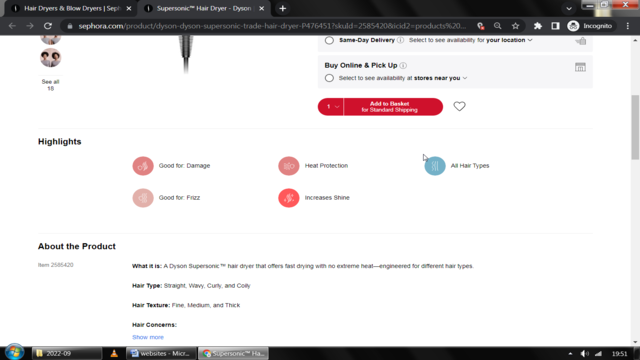 Hair Dryers & Blow Dryers | Seph
Supersonic™ Hair Dryer - Dyson
sephora.com/product/dyson-dyson-supersonic-trade-hair-dryer-P476451?skuId=2585420&icid2=products%20...
Incognito
See all
18
Same-Day Delivery
Select to see availability for your location
Buy Online & Pick Up
Select to see availability at stores near you
1
Add to Basket
for Standard Shipping
Highlights
Good for: Damage
Heat Protection
All Hair Types
Good for: Frizz
Increases Shine
About the Product
Item 2585420
What it is: A Dyson Supersonic™ hair dryer that offers fast drying with no extreme heat—engineered for different hair types.
Hair Type: Straight, Wavy, Curly, and Coily
Hair Texture: Fine, Medium, and Thick
Hair Concerns:
Show more
2022-09
websites - Micr...
Supersonic™ Ha...
19:51